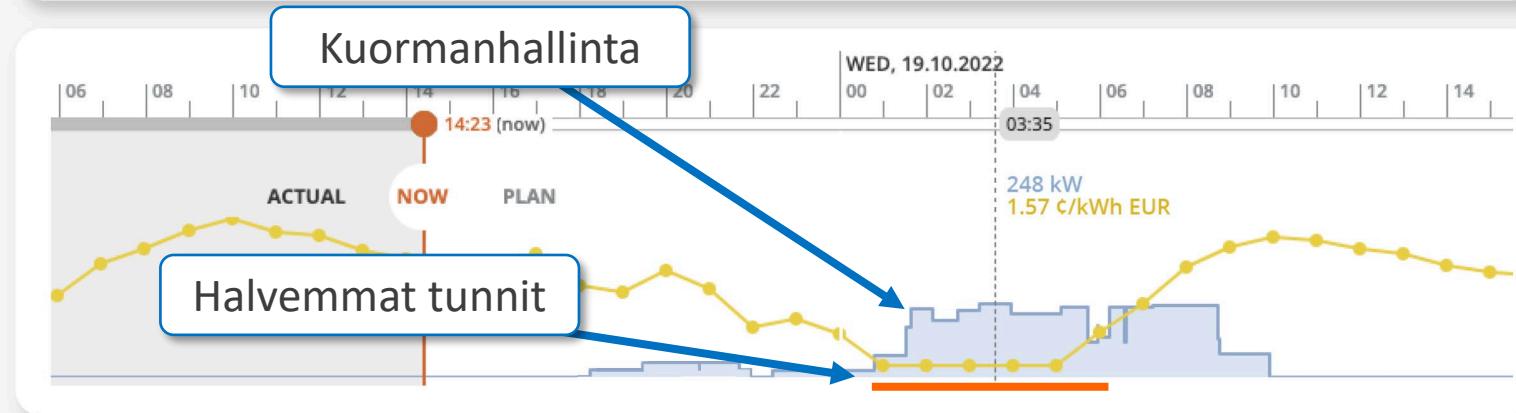 Kuormanhallinta
WED, 19.10.2022
06 08 10 12 14 16 18 20 22 00 02 04 06 08 10 12 14
14:23 (now)
03:35
ACTUAL NOW PLAN
248 kW
1.57 ¢/kWh EUR
Halvemmat tunnit